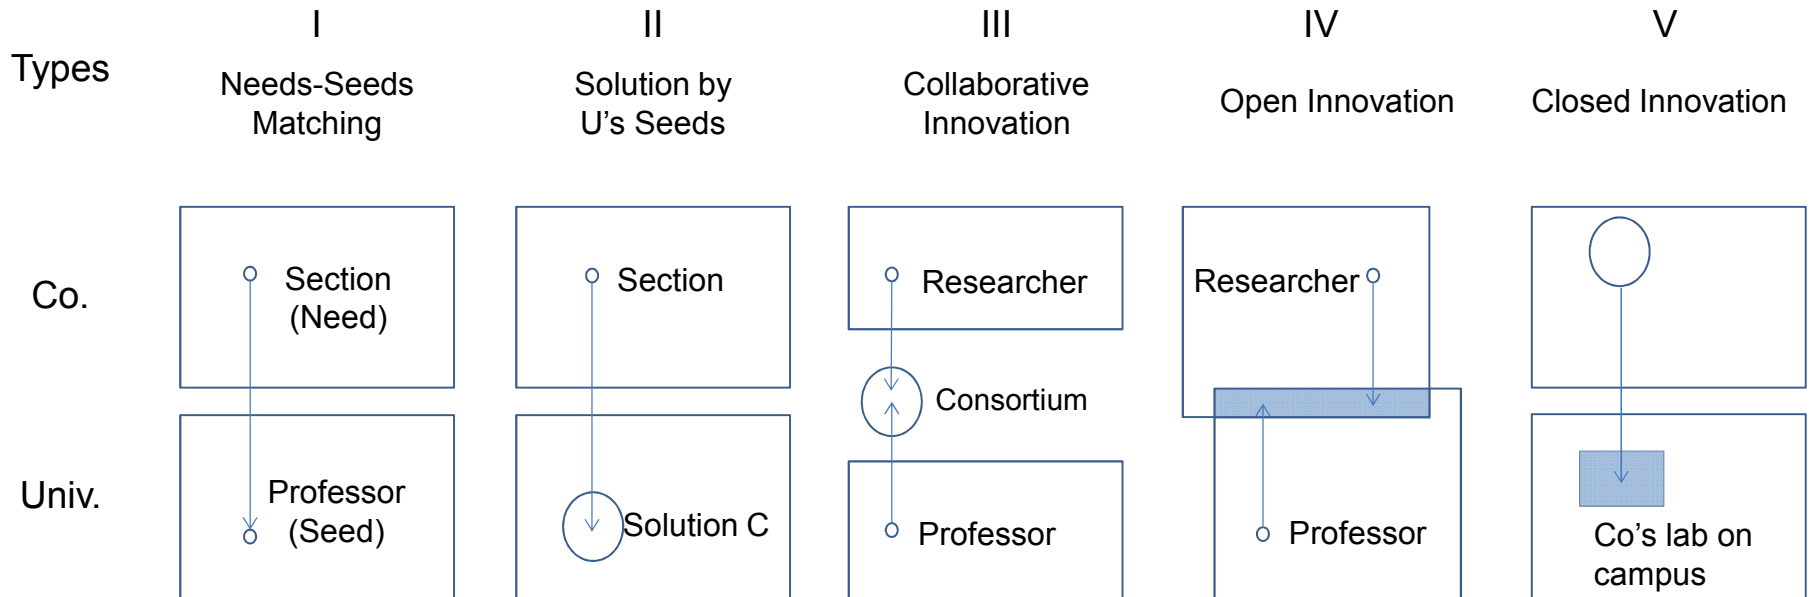 Types
I
II
III
IV
V
Needs-Seeds
Matching
Solution by
U's Seeds
Collaborative
Innovation
Open Innovation
Closed Innovation
Co.
Section
(Need)
Section
Researcher
Researcher
Consortium
Univ.
Professor
(Seed)
Solution C
Professor
Professor
Co's lab on
campus